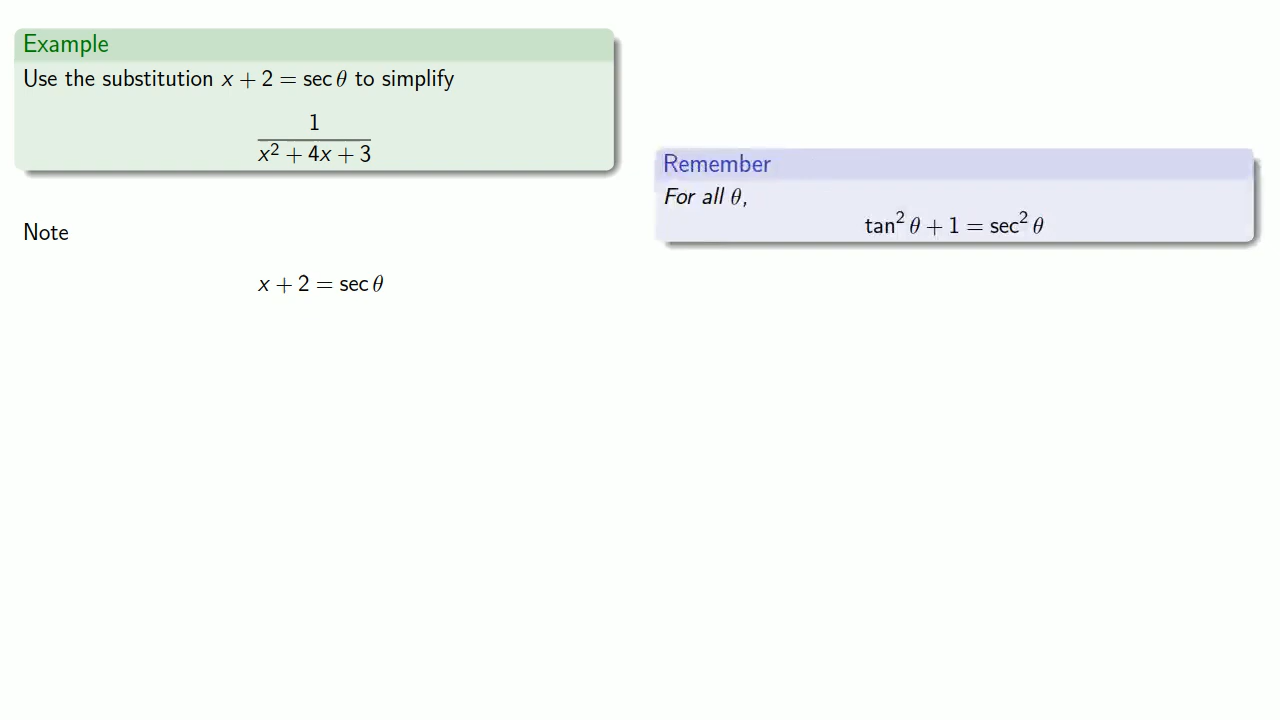 Example
Use the substitution x + 2 = sec θ to simplify
1
x² + 4x + 3
Note
x + 2 = sec θ
Remember
For all θ,
tan² θ + 1 = sec² θ